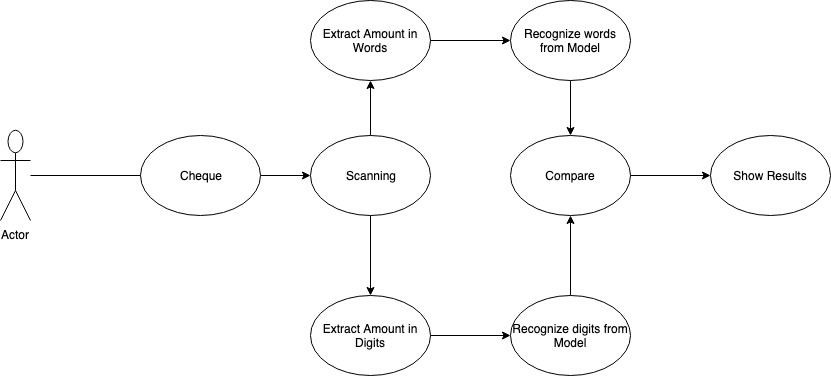 Extract Amount in
Words
Recognize words
from Model
Actor
Cheque
Scanning
Compare
Show Results
Extract Amount in
Digits
Recognize digits from
Model